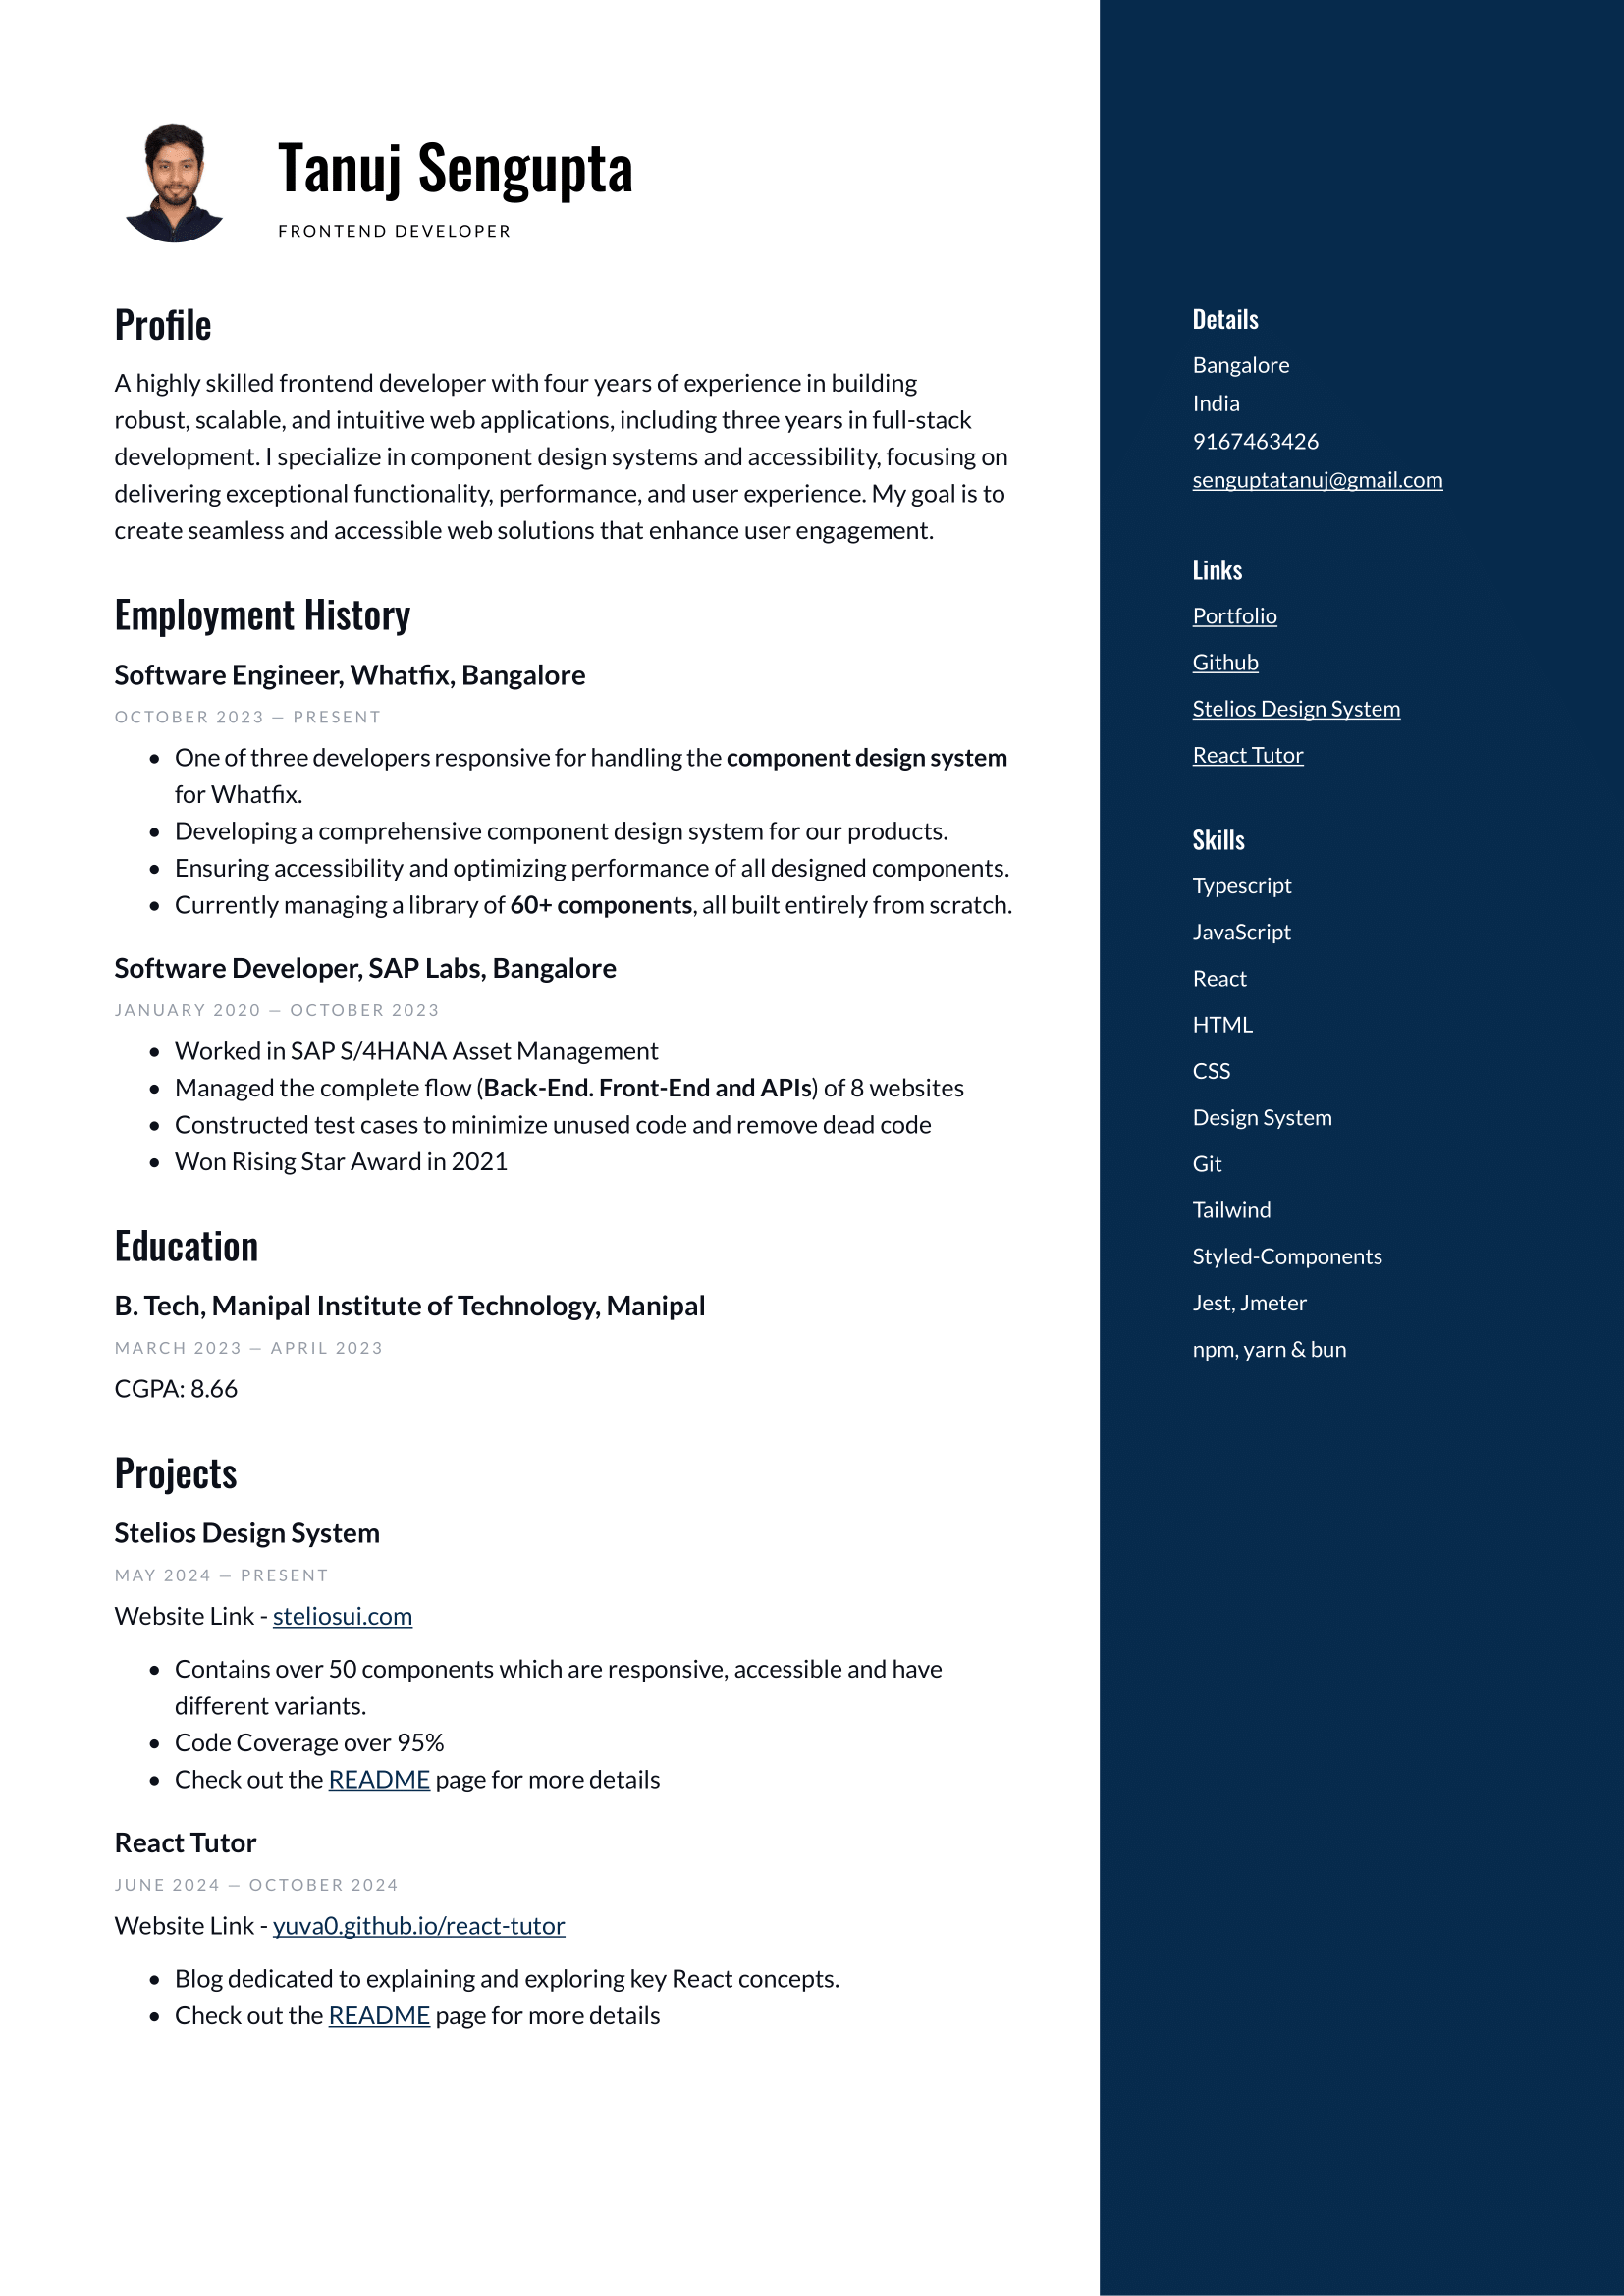 Tanuj Sengupta
FRONTEND DEVELOPER
Profile
A highly skilled frontend developer with four years of experience in building
robust, scalable, and intuitive web applications, including three years in full-stack
development. I specialize in component design systems and accessibility, focusing on
delivering exceptional functionality, performance, and user experience. My goal is to
create seamless and accessible web solutions that enhance user engagement.
Employment History
Software Engineer, Whatfix, Bangalore
OCTOBER 2023 — PRESENT
• One of three developers responsive for handling the component design system
for Whatfix.
• Developing a comprehensive component design system for our products.
• Ensuring accessibility and optimizing performance of all designed components.
• Currently managing a library of 60+ components, all built entirely from scratch.
Software Developer, SAP Labs, Bangalore
JANUARY 2020 — OCTOBER 2023
• Worked in SAP S/4HANA Asset Management
• Managed the complete flow (Back-End. Front-End and APIs) of 8 websites
• Constructed test cases to minimize unused code and remove dead code
• Won Rising Star Award in 2021
Education
B. Tech, Manipal Institute of Technology, Manipal
MARCH 2023 — APRIL 2023
CGPA: 8.66
Projects
Stelios Design System
MAY 2024 — PRESENT
Website Link - steliosui.com
• Contains over 50 components which are responsive, accessible and have
different variants.
• Code Coverage over 95%
• Check out the README page for more details
React Tutor
JUNE 2024 — OCTOBER 2024
Website Link - yuva0.github.io/react-tutor
• Blog dedicated to explaining and exploring key React concepts.
• Check out the README page for more details
Details
Bangalore
India
9167463426
senguptatanuj@gmail.com
Links
Portfolio
Github
Stelios Design System
React Tutor
Skills
Typescript
JavaScript
React
HTML
CSS
Design System
Git
Tailwind
Styled-Components
Jest, Jmeter
npm, yarn & bun